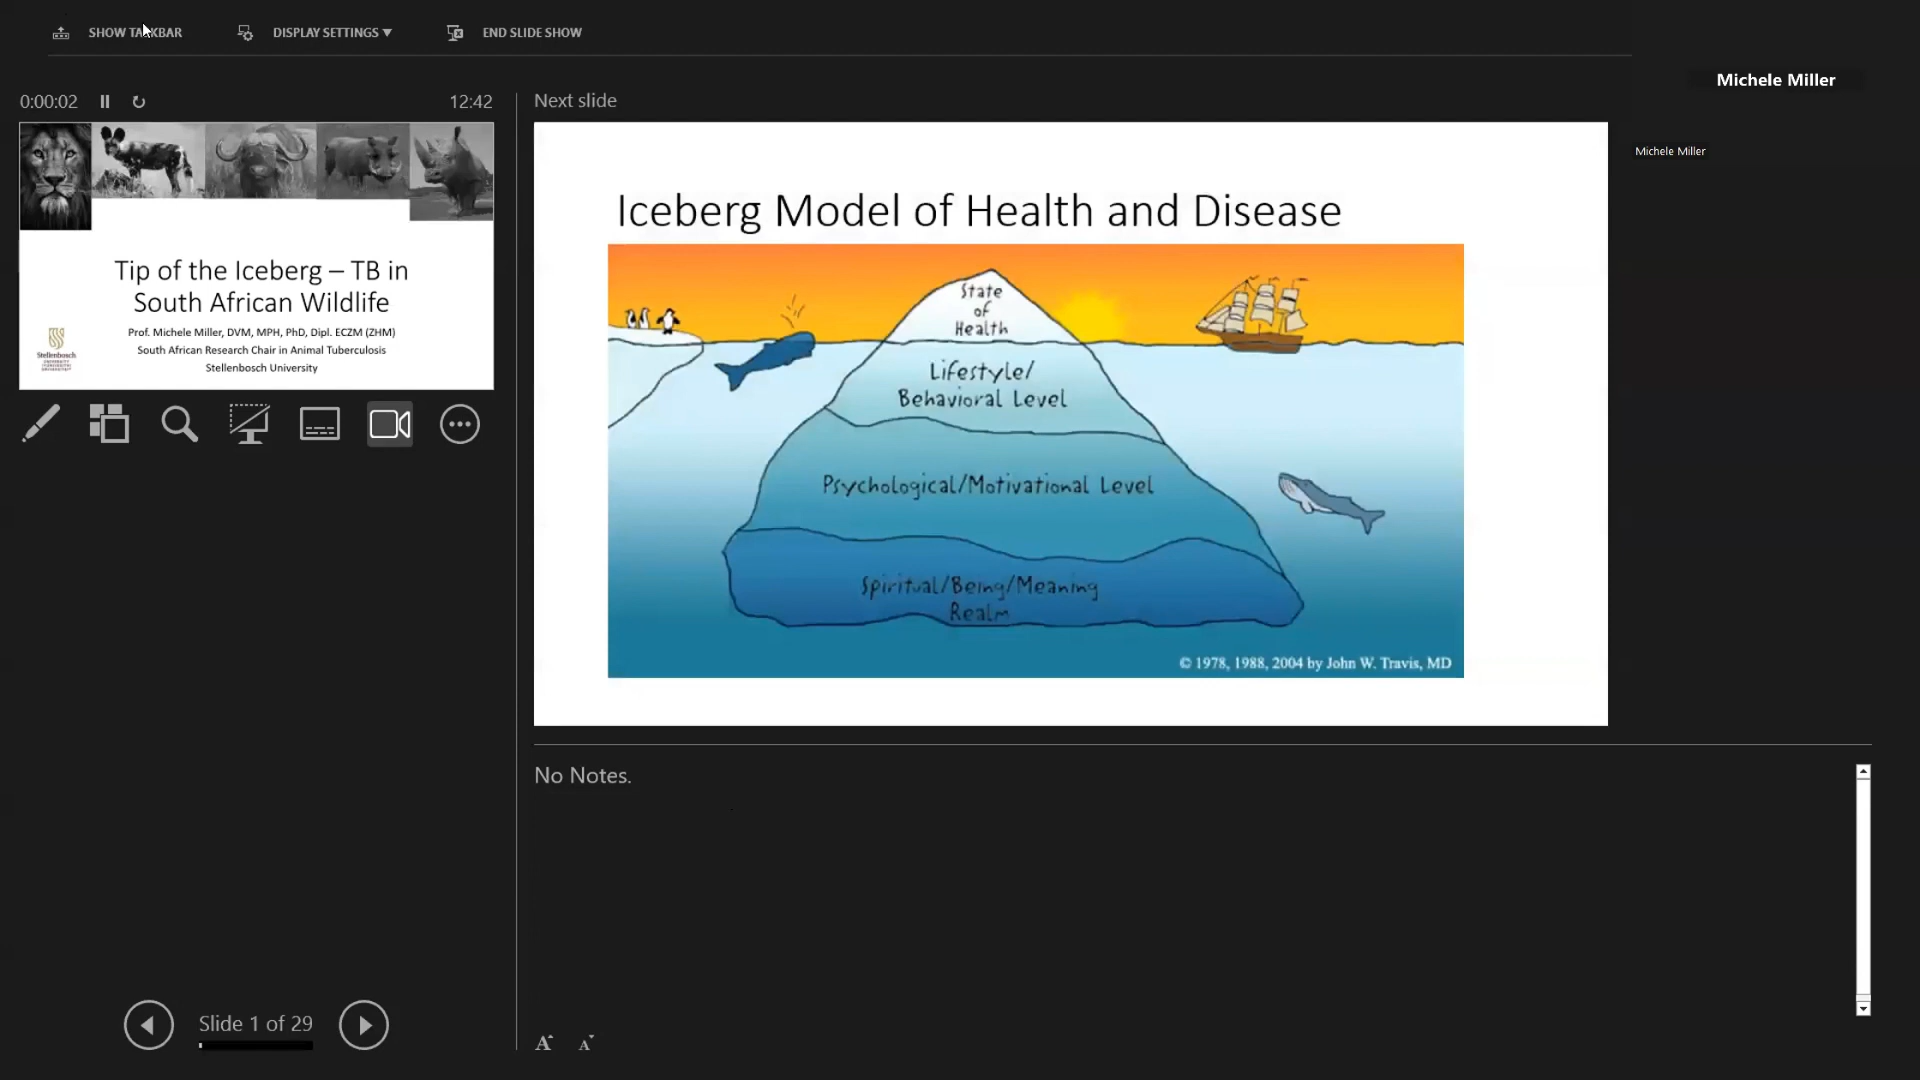 SHOW TASKBAR
DISPLAY SETTINGS
END SLIDE SHOW
Michele Miller
Michele Miller
0:00:02
12:42
Next slide
Tip of the Iceberg – TB in
South African Wildlife
Prof. Michele Miller, DVM, MPH, PhD, Dipl. ECZM (ZHM)
South African Research Chair in Animal Tuberculosis
Stellenbosch University
Stellenbosch
Iceberg Model of Health and Disease
State
of
Health
Lifestyle/
Behavioral Level
Psychological/Motivational Level
Spiritual/Being/Meaning
Realm
© 1978, 1988, 2004 by John W. Travis, MD
No Notes.
Slide 1 of 29
A A